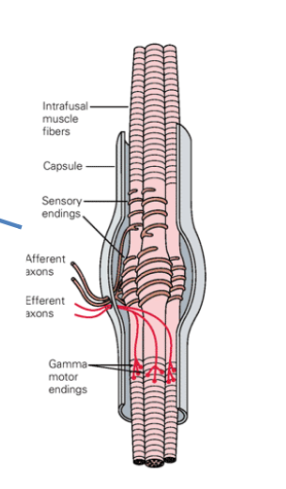 Intrafusal
muscle
fibers
Capsule
Sensory
endings
Afferent
axons
Efferent
axons
Gamma
motor
endings